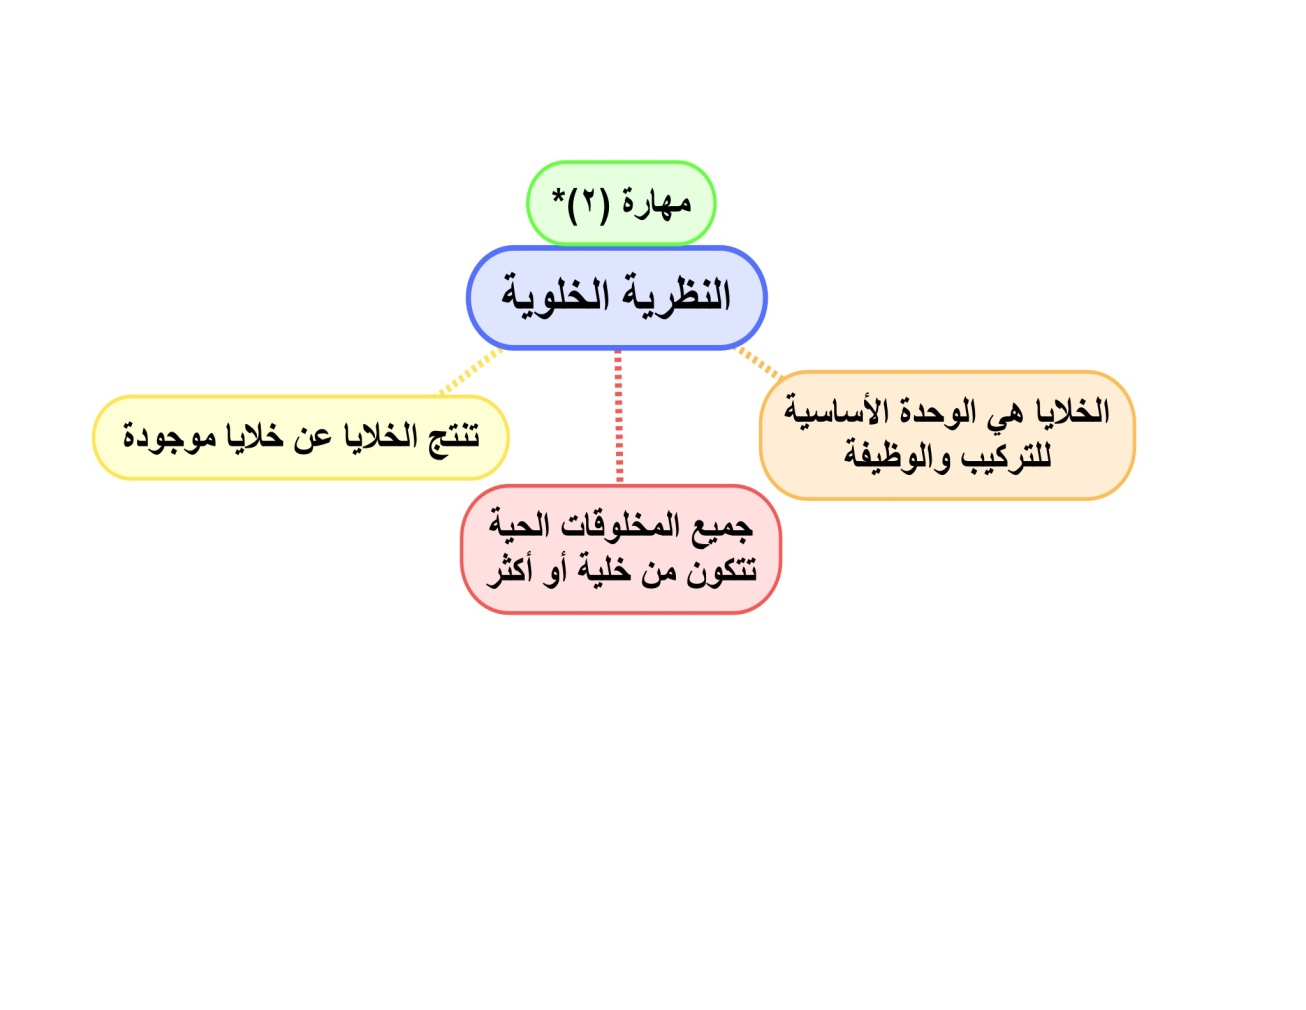 مهارة (٢)*
النظرية الخلوية
الخلايا هي الوحدة الأساسية
للتركيب والوظيفة
تنتج الخلايا عن خلايا موجودة
جميع المخلوقات الحية
تتكون من خلية أو أكثر